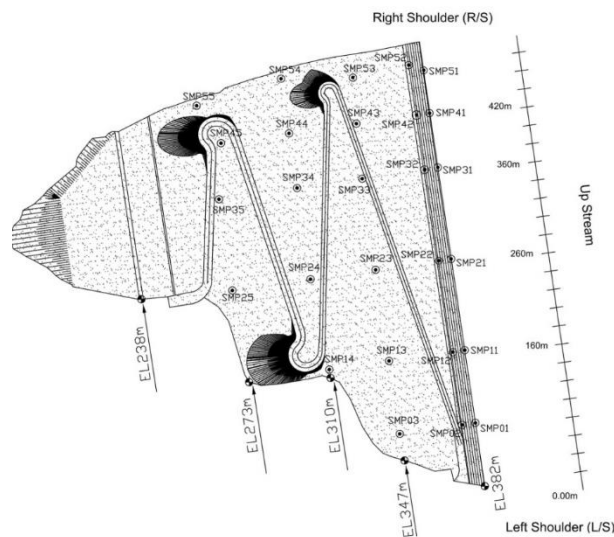 Right Shoulder (R/S)
SMP52
SMP51
SMP54
SMP53
SMP55
420m
SMP43
SMP42
SMP41
SMP44
SMP45
360m
SMP32
SMP31
SMP34
SMP33
SMP35
Up Stream
260m
SMP22
SMP21
SMP23
SMP24
SMP25
160m
SMP12
SMP11
SMP13
SMP14
EL238m
EL273m
EL310m
SMP03
SMP02
SMP01
EL347m
EL382m
0.00m
Left Shoulder (L/S)